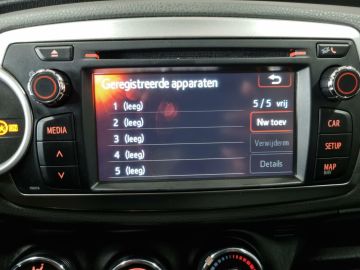 Geregistreerde apparaten
1 (leeg) 5 / 5 vrij
2 (leeg) Nw toev
3 (leeg) Verwijderen
4 (leeg) Details
5 (leeg)
MEDIA
CAR
SETUP
MAP